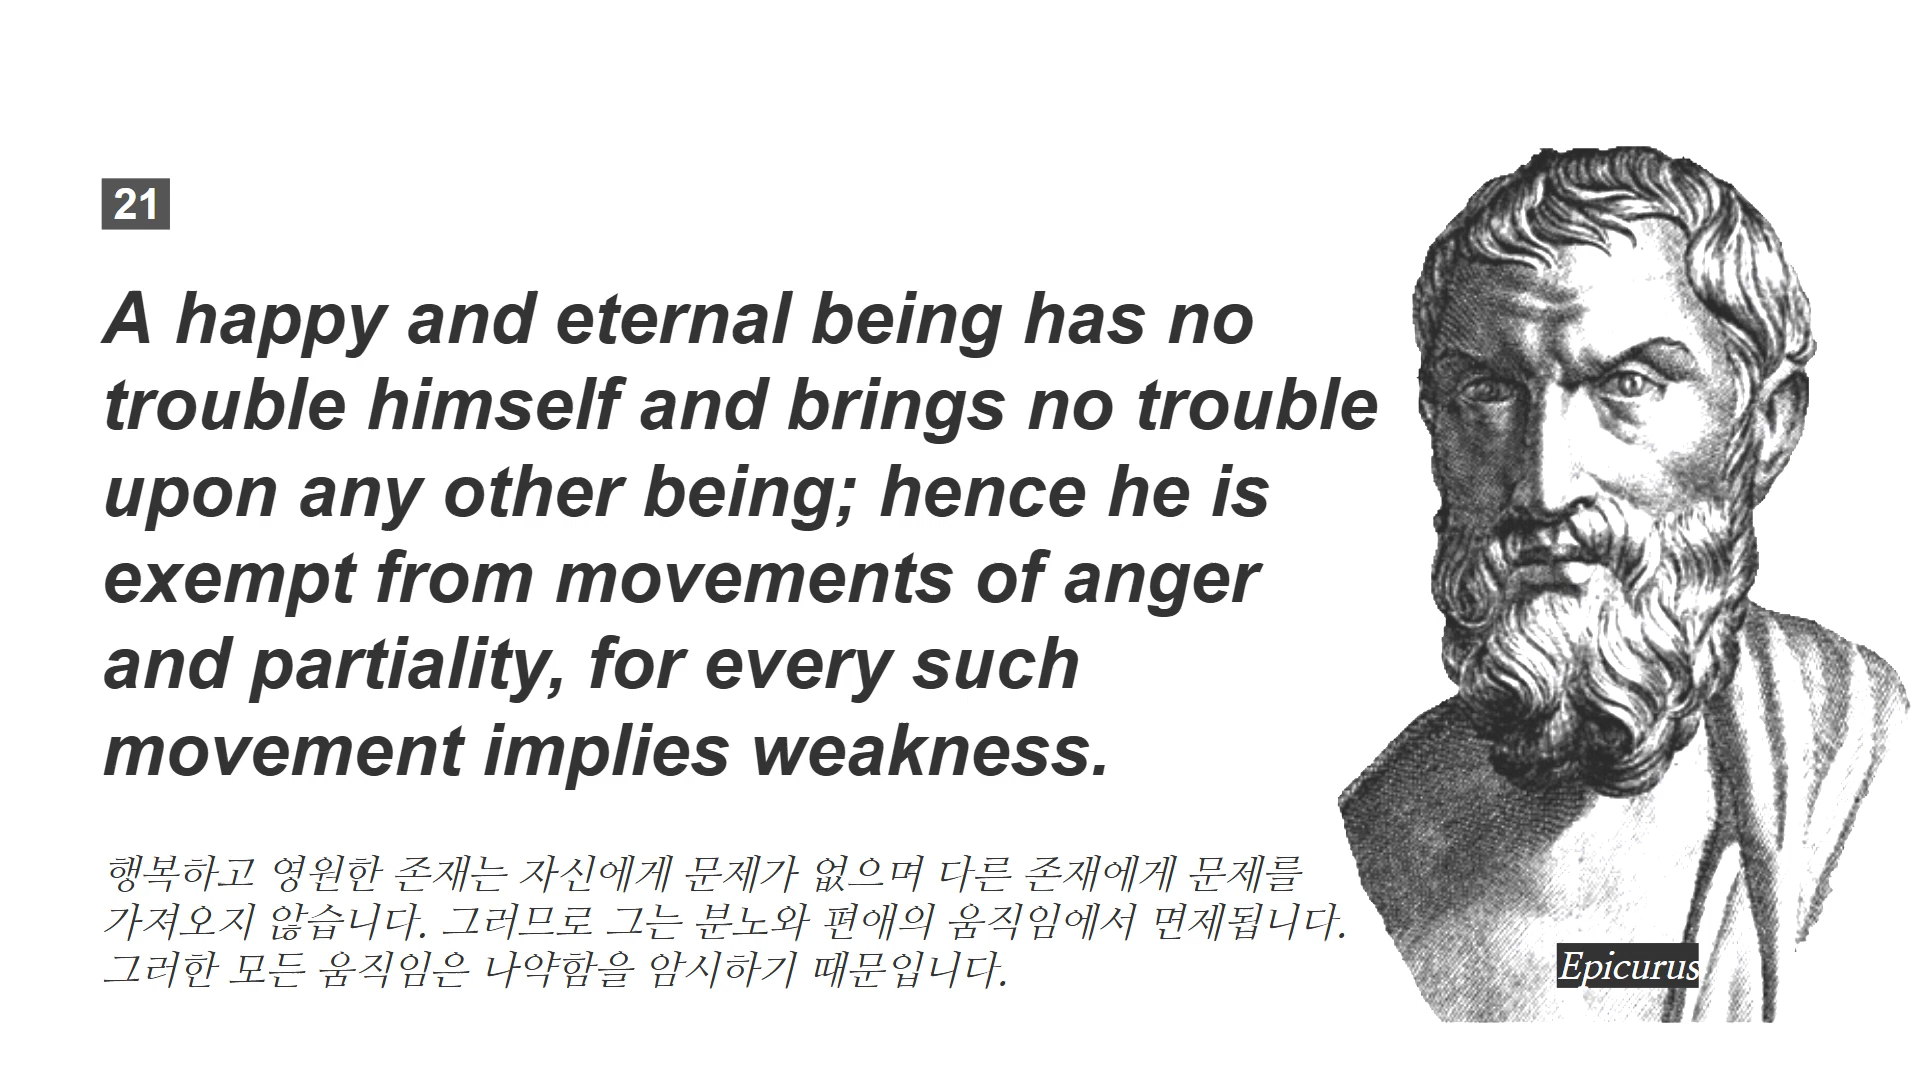 21
A happy and eternal being has no
trouble himself and brings no trouble
upon any other being; hence he is
exempt from movements of anger
and partiality, for every such
movement implies weakness.
행복하고 영원한 존재는 자신에게 문제가 없으며 다른 존재에게 문제를
가져오지 않습니다. 그러므로 그는 분노와 편애의 움직임에서 면제됩니다.
그러한 모든 움직임은 나약함을 암시하기 때문입니다.
Epicurus